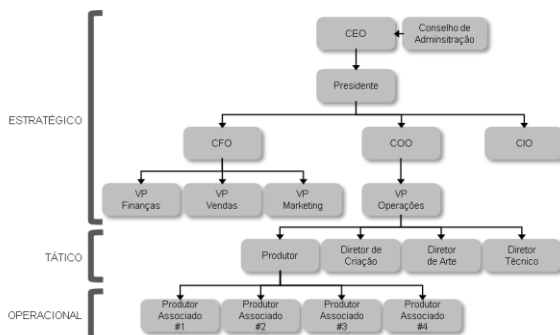 CEO
Conselho de
Adminsitração
Presidente
ESTRATÉGICO
CFO
COO
CIO
VP
Finanças
VP
Vendas
VP
Marketing
VP
Operações
TÁTICO
Produtor
Diretor de
Criação
Diretor
de Arte
Diretor
Técnico
OPERACIONAL
Produtor
Associado
#1
Produtor
Associado
#2
Produtor
Associado
#3
Produtor
Associado
#4